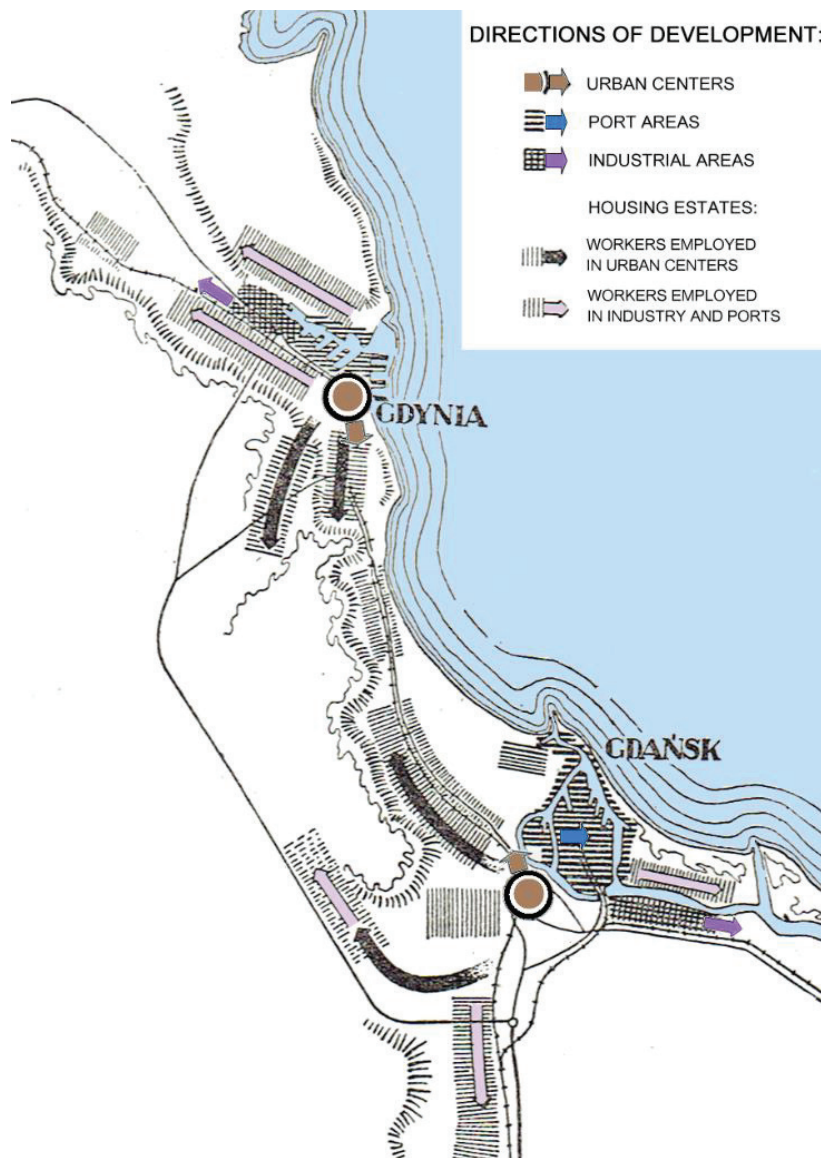 DIRECTIONS OF DEVELOPMENT:
URBAN CENTERS
PORT AREAS
INDUSTRIAL AREAS
HOUSING ESTATES:
WORKERS EMPLOYED
IN URBAN CENTERS
WORKERS EMPLOYED
IN INDUSTRY AND PORTS
GDYNIA
GDAŃSK